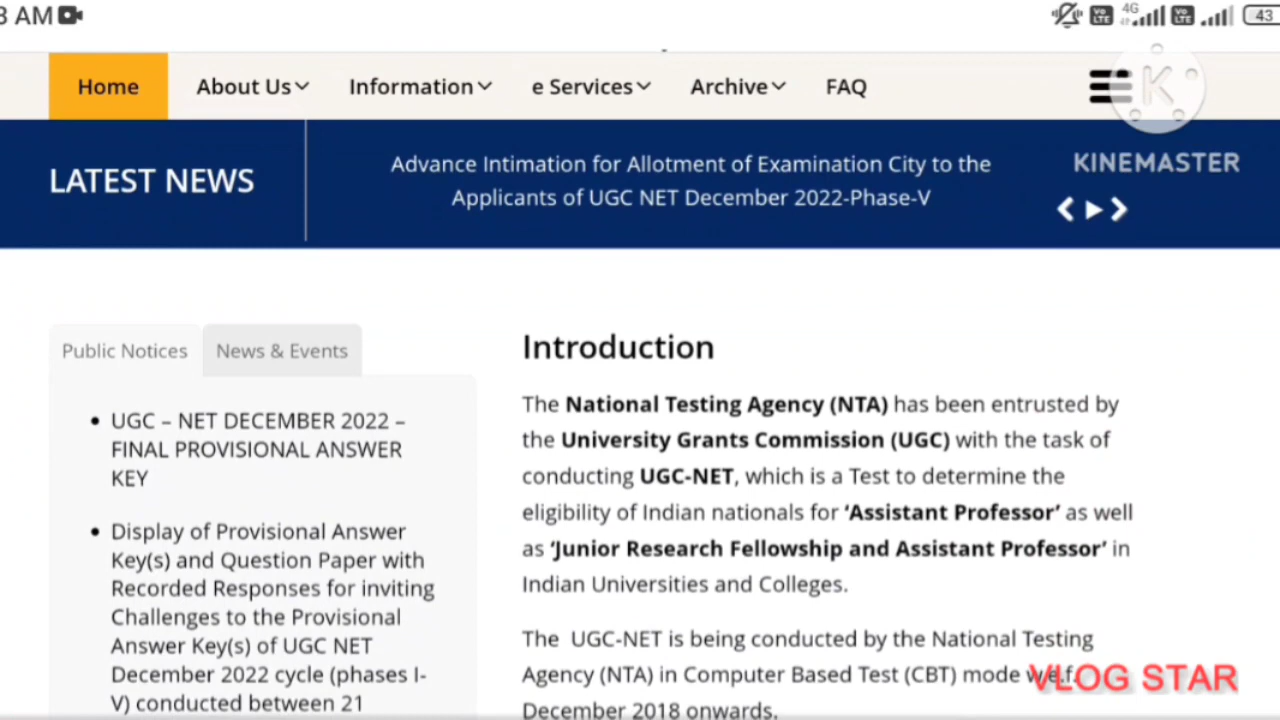 3 AM
4G
Vo
LTE
Vo
LTE
43
Home
About Us
Information
e Services
Archive
FAQ
K
KINEMASTER
LATEST NEWS
Advance Intimation for Allotment of Examination City to the
Applicants of UGC NET December 2022-Phase-V
Public Notices
News & Events
• UGC – NET DECEMBER 2022 –
FINAL PROVISIONAL ANSWER
KEY
• Display of Provisional Answer
Key(s) and Question Paper with
Recorded Responses for inviting
Challenges to the Provisional
Answer Key(s) of UGC NET
December 2022 cycle (phases I-
V) conducted between 21
Introduction
The National Testing Agency (NTA) has been entrusted by
the University Grants Commission (UGC) with the task of
conducting UGC-NET, which is a Test to determine the
eligibility of Indian nationals for ‘Assistant Professor’ as well
as ‘Junior Research Fellowship and Assistant Professor’ in
Indian Universities and Colleges.
The UGC-NET is being conducted by the National Testing
Agency (NTA) in Computer Based Test (CBT) mode w.e.f.
December 2018 onwards.
VLOG STAR